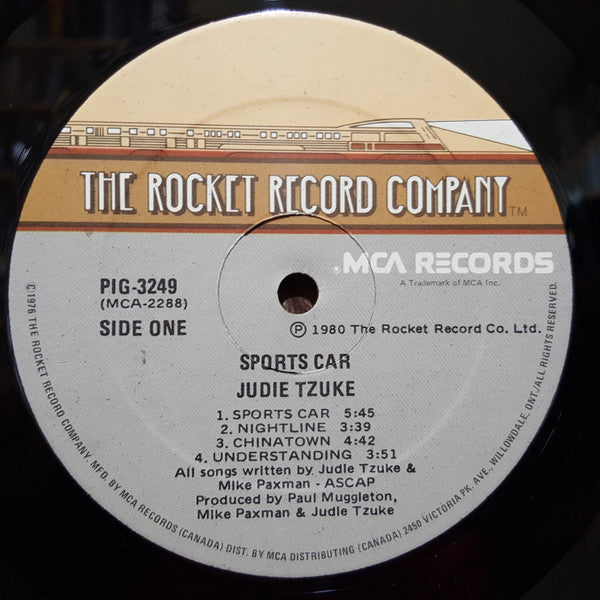 THE ROCKET RECORD COMPANY TM
®MCA RECORDS
A Trademark of MCA Inc.
PIG-3249
(MCA-2288)
SIDE ONE
Ⓟ 1980 The Rocket Record Co. Ltd.
SPORTS CAR
JUDIE TZUKE
1. SPORTS CAR 5:45
2. NIGHTLINE 3:39
3. CHINATOWN 4:42
4. UNDERSTANDING 3:51
All songs written by Judie Tzuke &
Mike Paxman - ASCAP
Produced by Paul Muggleton,
Mike Paxman & Judie Tzuke
©1976, THE ROCKET RECORD COMPANY. MFD. BY MCA RECORDS (CANADA) DIST. BY MCA DISTRIBUTING (CANADA) 2450 VICTORIA PK. AVE., WILLOWDALE, ONT./ALL RIGHTS RESERVED.